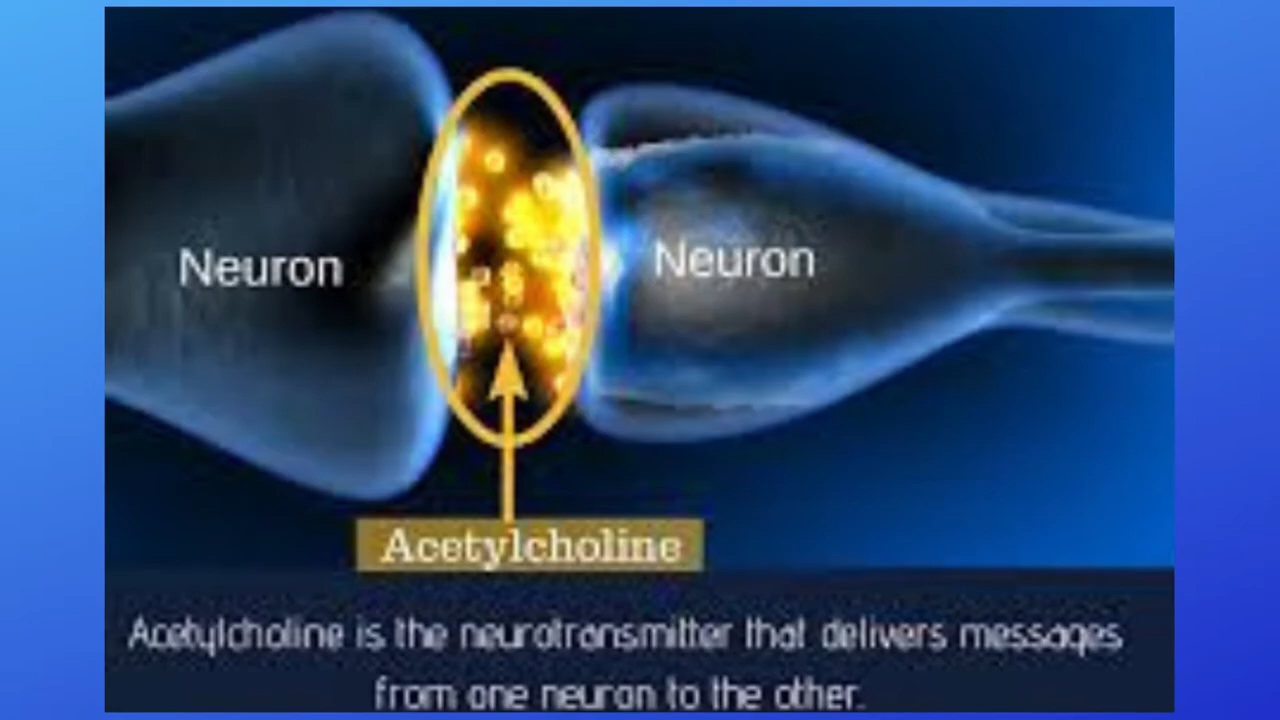 Neuron
Neuron
Acetylcholine
Acetylcholine is the neurotransmitter that delivers messages
from one neuron to the other.